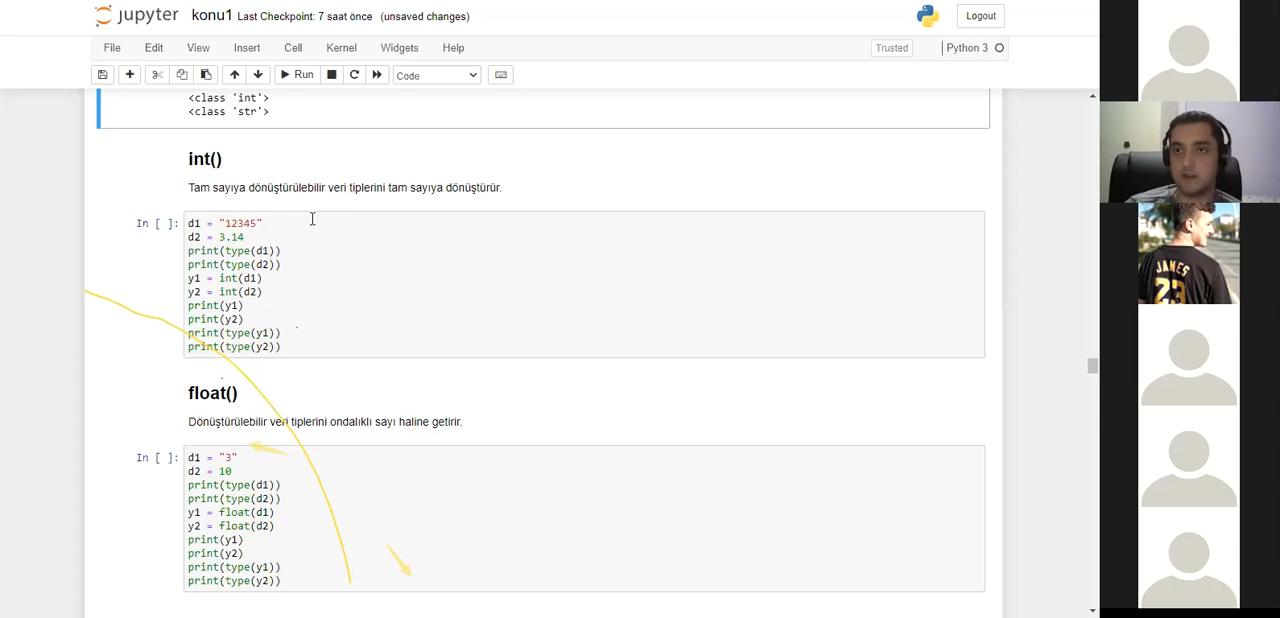 jupyter konu1 Last Checkpoint: 7 saat önce (unsaved changes) Logout
File Edit View Insert Cell Kernel Widgets Help Trusted Python 3
Run Code
<class 'int'>
<class 'str'>
int()
Tam sayıya dönüştürülebilir veri tiplerini tam sayıya dönüştürür.
In [ ]: d1 = "12345"
d2 = 3.14
print(type(d1))
print(type(d2))
y1 = int(d1)
y2 = int(d2)
print(y1)
print(y2)
print(type(y1))
print(type(y2))
float()
Dönüştürülebilir veri tiplerini ondalıklı sayı haline getirir.
In [ ]: d1 = "3"
d2 = 10
print(type(d1))
print(type(d2))
y1 = float(d1)
y2 = float(d2)
print(y1)
print(y2)
print(type(y1))
print(type(y2))
JAMES
23